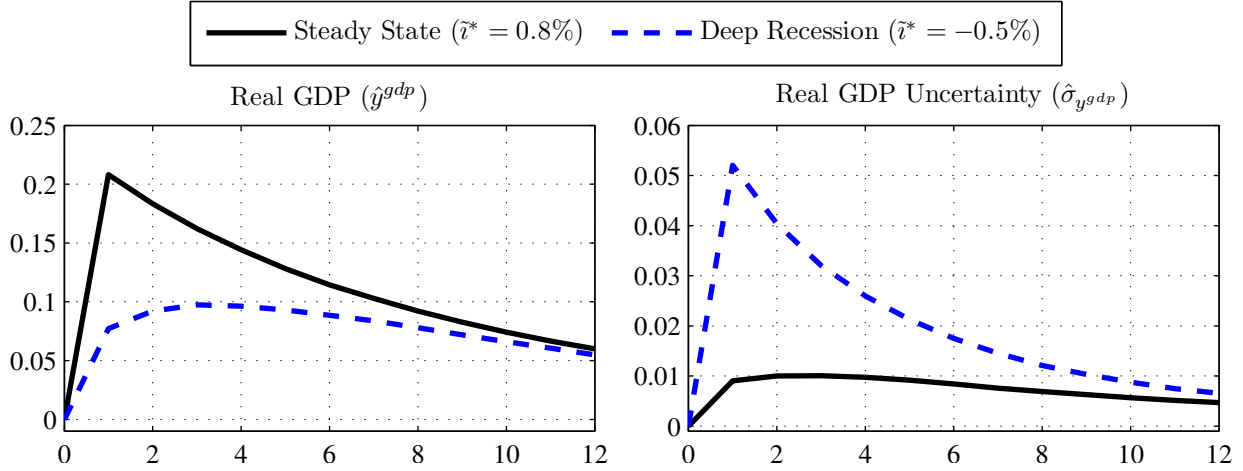 Steady State (ĩ* = 0.8%) Deep Recession (ĩ* = −0.5%)
Real GDP (ŷ^{gdp})
0.25
0.2
0.15
0.1
0.05
0
0 2 4 6 8 10 12
Real GDP Uncertainty (σ̂_{y^{gdp}})
0.06
0.05
0.04
0.03
0.02
0.01
0
0 2 4 6 8 10 12